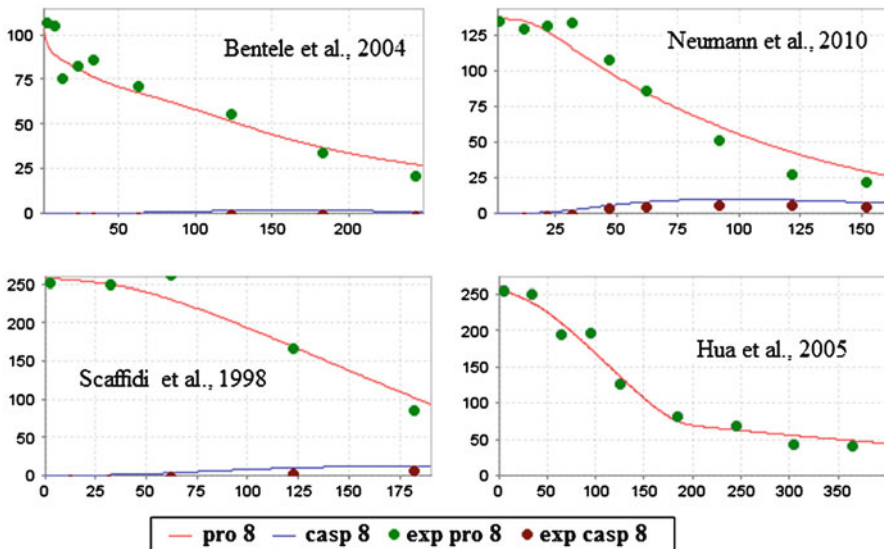 Bentele et al., 2004
100
75
50
25
0
50 100 150 200
Neumann et al., 2010
125
100
75
50
25
0
25 50 75 100 125 150
Scaffidi et al., 1998
250
200
150
100
50
0
0 25 50 75 100 125 150 175
Hua et al., 2005
250
200
150
100
50
0
0 50 100 150 200 250 300 350
pro 8 casp 8 exp pro 8 exp casp 8